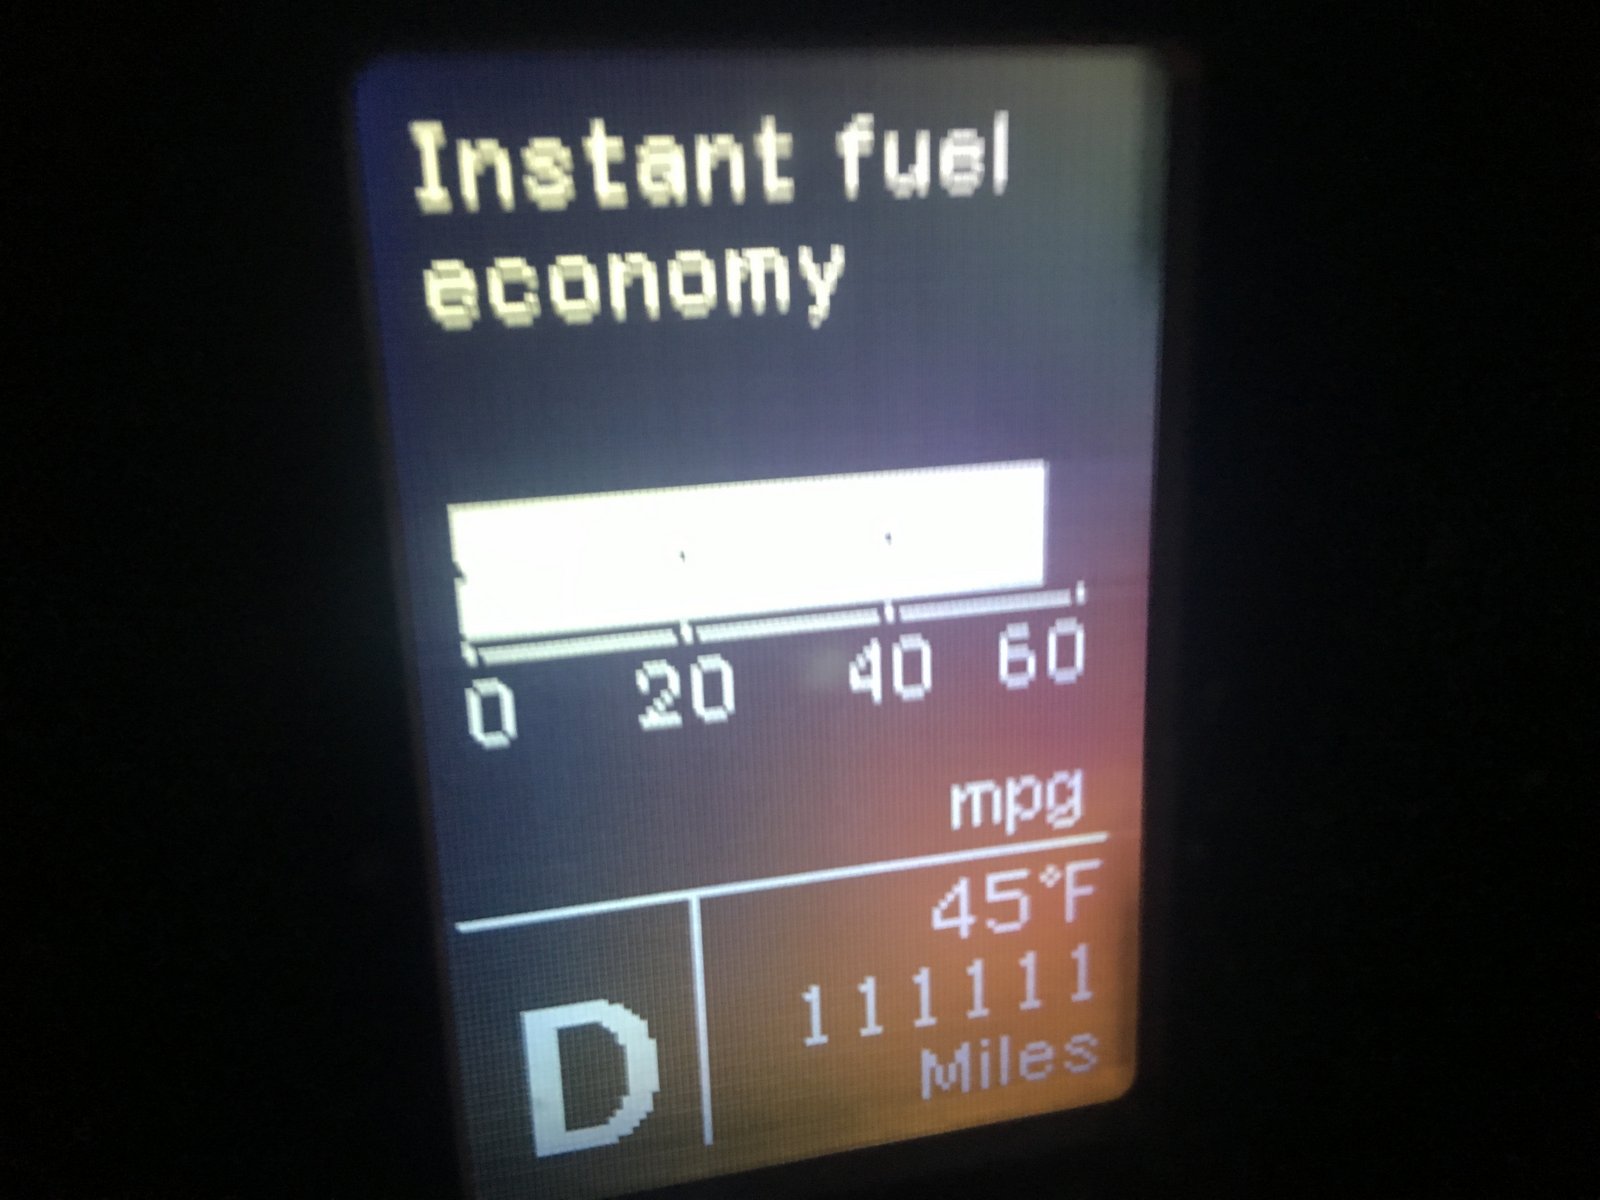 Instant fuel
economy
0 20 40 60
mpg
45°F
111111
D
Miles